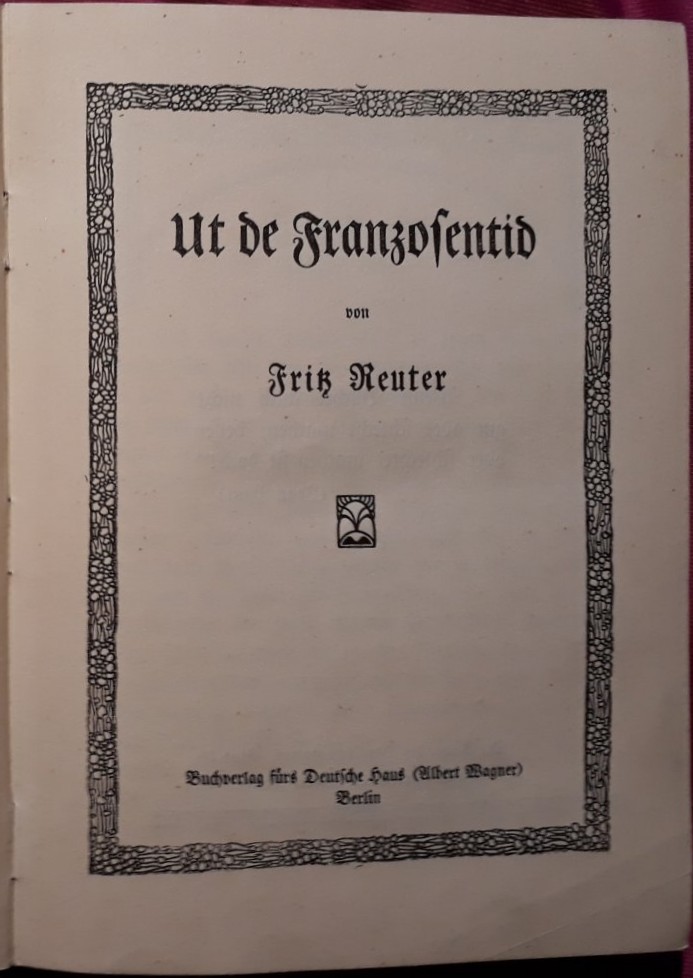 Ut de Franzoſentid
von
Fritz Reuter
Buchverlag fürs Deutſche Haus (Albert Wagner)
Berlin